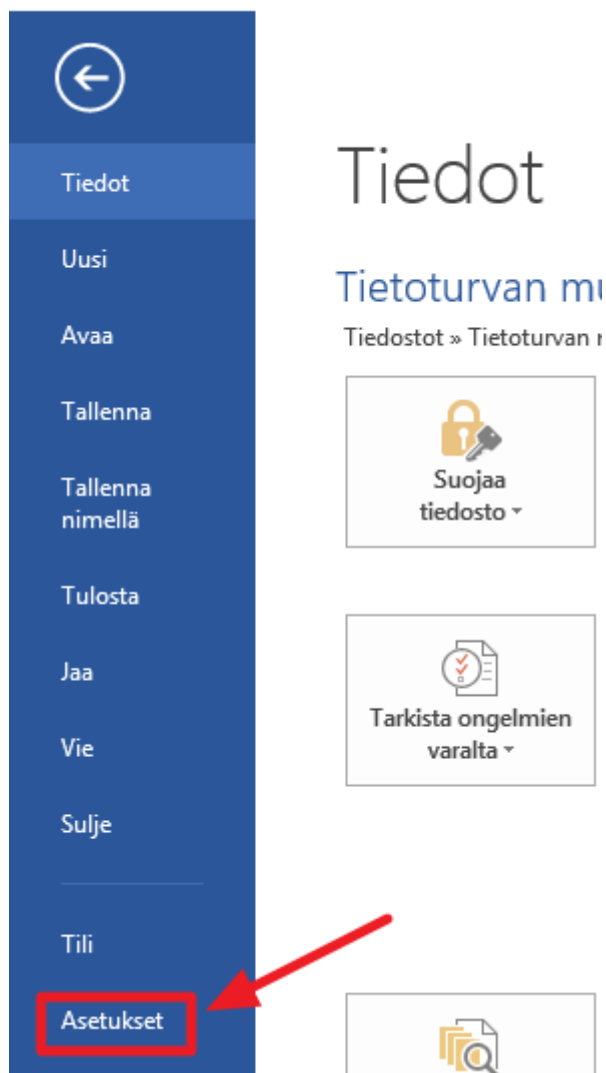 Tiedot
Uusi
Avaa
Tallenna
Tallenna
nimellä
Tulosta
Jaa
Vie
Sulje
Tili
Asetukset
Tiedot
Tietoturvan
Tiedostot » Tietoturvan
Suojaa
tiedosto
Tarkista ongelmien
varalta